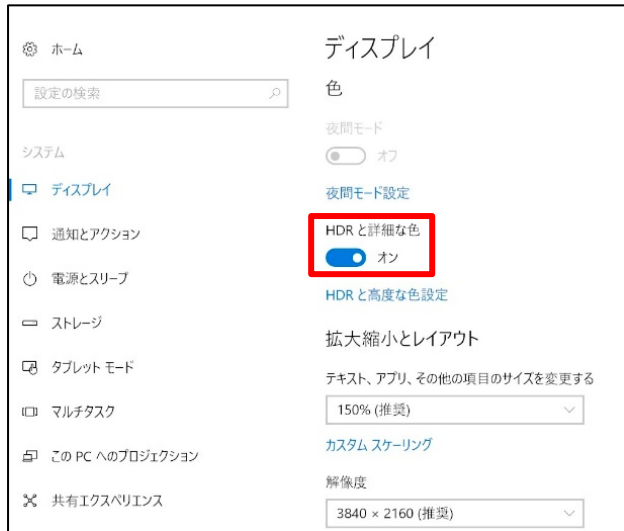 ホーム
設定の検索
システム
ディスプレイ
通知とアクション
電源とスリープ
ストレージ
タブレット モード
マルチタスク
この PC へのプロジェクション
共有エクスペリエンス
ディスプレイ
色
夜間モード
オフ
夜間モード設定
HDR と詳細な色
オン
HDR と高度な色設定
拡大縮小とレイアウト
テキスト、アプリ、その他の項目のサイズを変更する
150% (推奨)
カスタム スケーリング
解像度
3840 × 2160 (推奨)